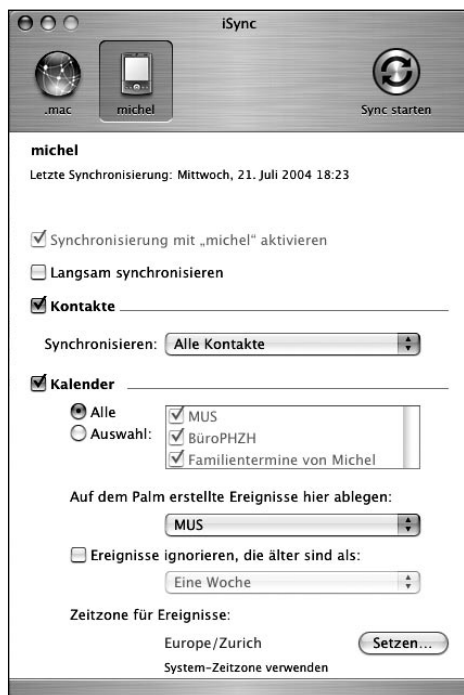 iSync
.mac
michel
Sync starten
michel
Letzte Synchronisierung: Mittwoch, 21. Juli 2004 18:23
Synchronisierung mit „michel“ aktivieren
Langsam synchronisieren
Kontakte
Synchronisieren: Alle Kontakte
Kalender
Alle
Auswahl:
MUS
BüroPHZH
Familientermine von Michel
Auf dem Palm erstellte Ereignisse hier ablegen:
MUS
Ereignisse ignorieren, die älter sind als:
Eine Woche
Zeitzone für Ereignisse:
Europe/Zurich Setzen...
System-Zeitzone verwenden